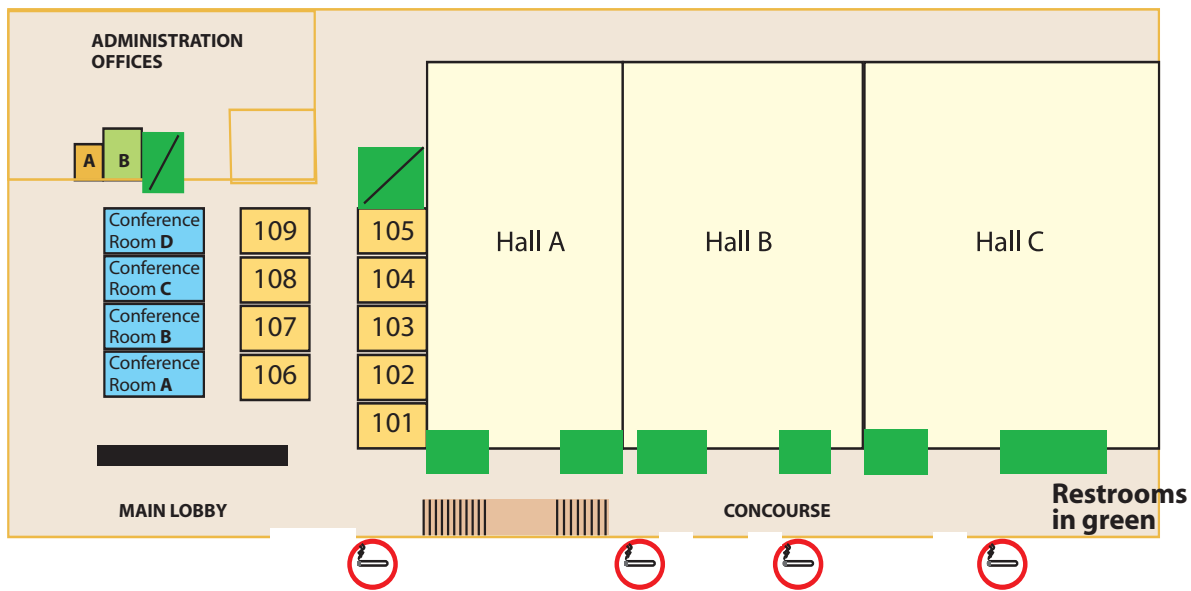 ADMINISTRATION
OFFICES
A
B
Conference
Room D
109
105
Hall A
Hall B
Hall C
Conference
Room C
108
104
Conference
Room B
107
103
Conference
Room A
106
102
101
Restrooms
in green
MAIN LOBBY
CONCOURSE